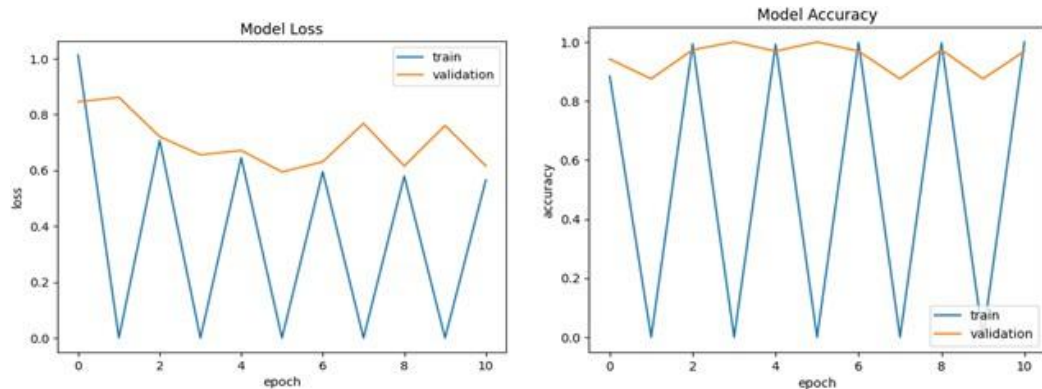 Model Loss
train
validation
1.0
0.8
0.6
0.4
0.2
0.0
loss
0 2 4 6 8 10
epoch
Model Accuracy
1.0
0.8
0.6
0.4
0.2
0.0
accuracy
train
validation
0 2 4 6 8 10
epoch